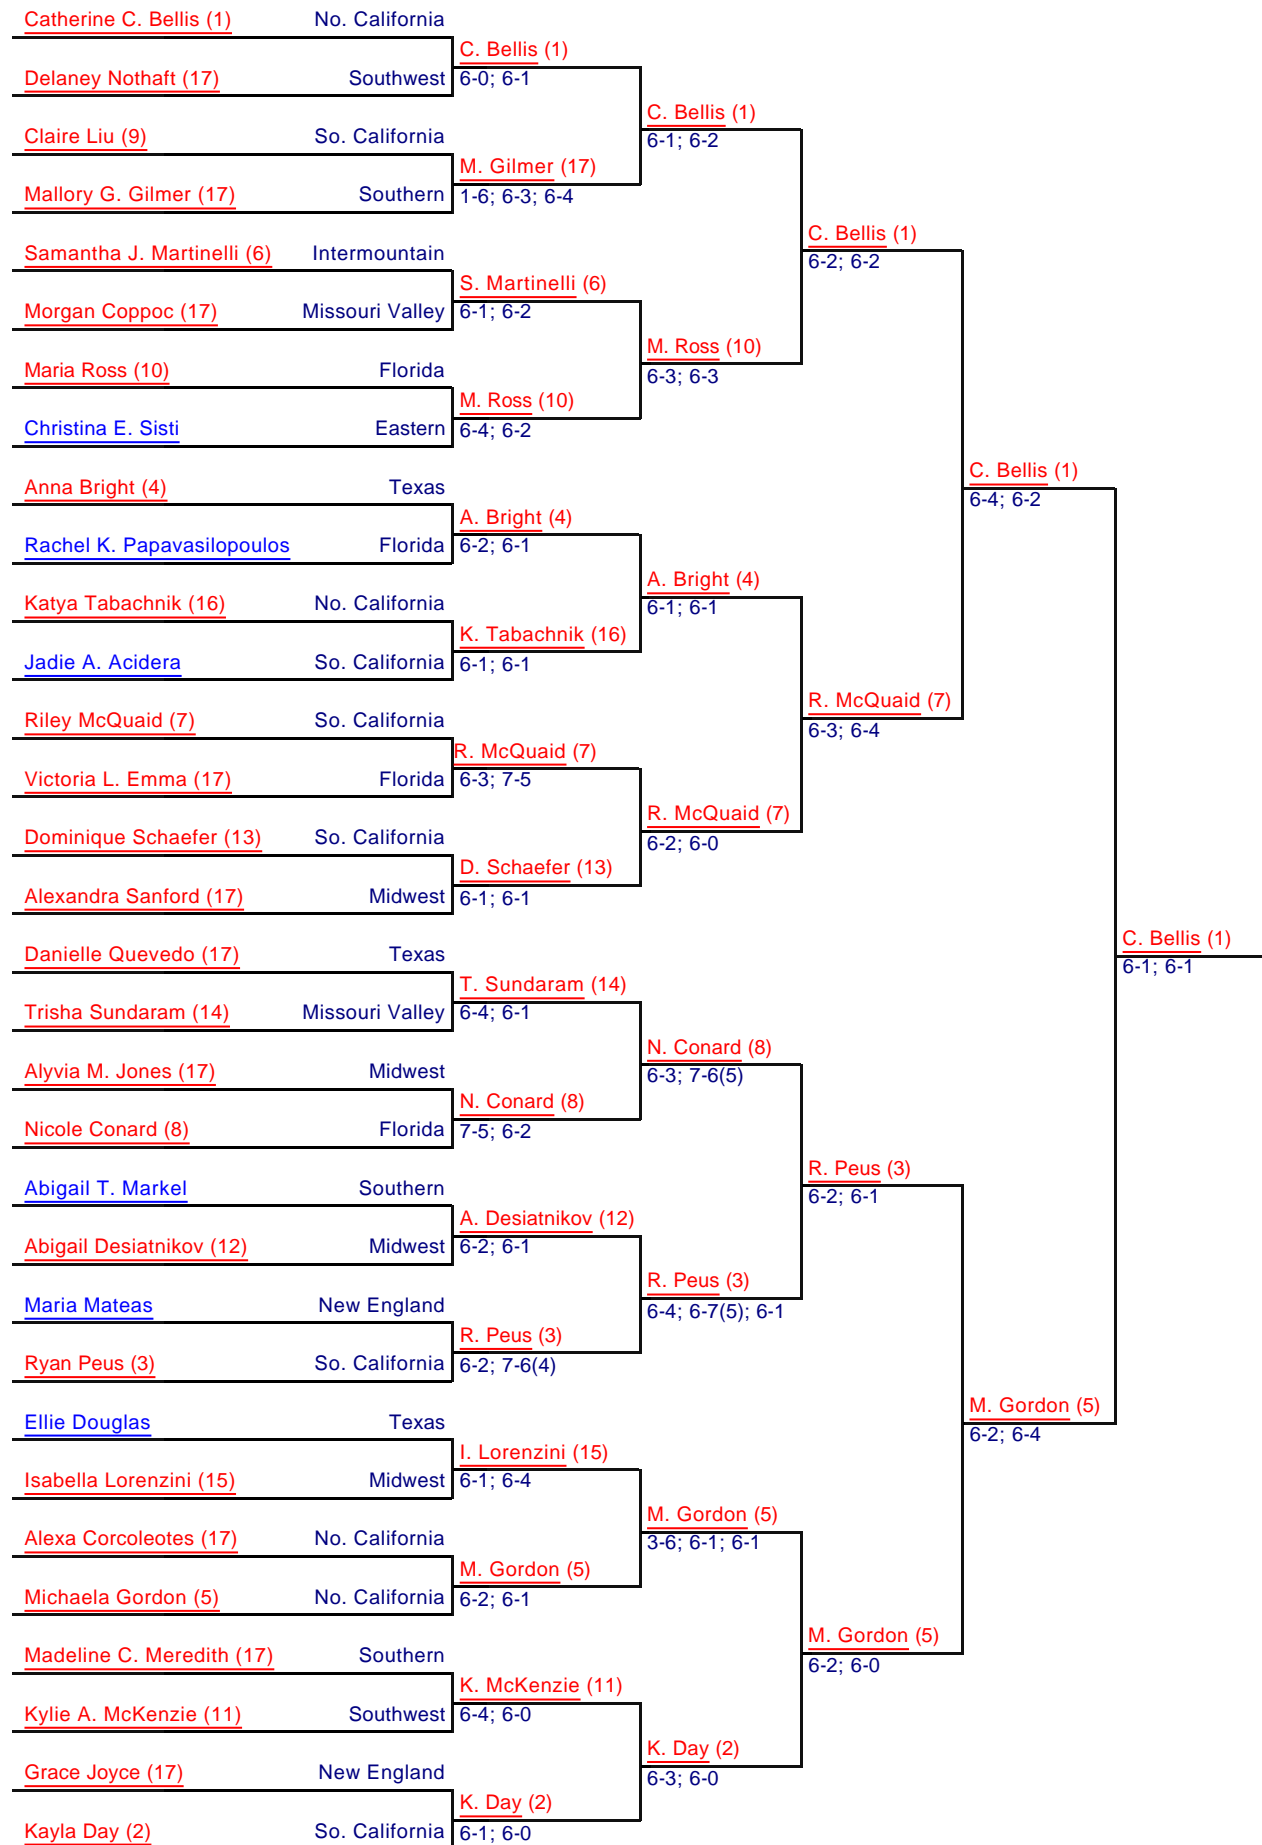 Catherine C. Bellis (1) No. California
C. Bellis (1)
Delaney Nothaft (17) Southwest 6-0; 6-1
C. Bellis (1)
Claire Liu (9) So. California 6-1; 6-2
M. Gilmer (17)
Mallory G. Gilmer (17) Southern 1-6; 6-3; 6-4
C. Bellis (1)
Samantha J. Martinelli (6) Intermountain 6-2; 6-2
S. Martinelli (6)
Morgan Coppoc (17) Missouri Valley 6-1; 6-2
M. Ross (10)
Maria Ross (10) Florida 6-3; 6-3
M. Ross (10)
Christina E. Sisti Eastern 6-4; 6-2
C. Bellis (1)
Anna Bright (4) Texas 6-4; 6-2
A. Bright (4)
Rachel K. Papavasilopoulos Florida 6-2; 6-1
A. Bright (4)
Katya Tabachnik (16) No. California 6-1; 6-1
K. Tabachnik (16)
Jadie A. Acidera So. California 6-1; 6-1
R. McQuaid (7)
Riley McQuaid (7) So. California 6-3; 6-4
R. McQuaid (7)
Victoria L. Emma (17) Florida 6-3; 7-5
R. McQuaid (7)
Dominique Schaefer (13) So. California 6-2; 6-0
D. Schaefer (13)
Alexandra Sanford (17) Midwest 6-1; 6-1
C. Bellis (1)
Danielle Quevedo (17) Texas 6-1; 6-1
T. Sundaram (14)
Trisha Sundaram (14) Missouri Valley 6-4; 6-1
N. Conard (8)
Alyvia M. Jones (17) Midwest 6-3; 7-6(5)
N. Conard (8)
Nicole Conard (8) Florida 7-5; 6-2
R. Peus (3)
Abigail T. Markel Southern 6-2; 6-1
A. Desiatnikov (12)
Abigail Desiatnikov (12) Midwest 6-2; 6-1
R. Peus (3)
Maria Mateas New England 6-4; 6-7(5); 6-1
R. Peus (3)
Ryan Peus (3) So. California 6-2; 7-6(4)
M. Gordon (5)
Ellie Douglas Texas 6-2; 6-4
I. Lorenzini (15)
Isabella Lorenzini (15) Midwest 6-1; 6-4
M. Gordon (5)
Alexa Corcoleotes (17) No. California 3-6; 6-1; 6-1
M. Gordon (5)
Michaela Gordon (5) No. California 6-2; 6-1
M. Gordon (5)
Madeline C. Meredith (17) Southern 6-2; 6-0
K. McKenzie (11)
Kylie A. McKenzie (11) Southwest 6-4; 6-0
K. Day (2)
Grace Joyce (17) New England 6-3; 6-0
K. Day (2)
Kayla Day (2) So. California 6-1; 6-0